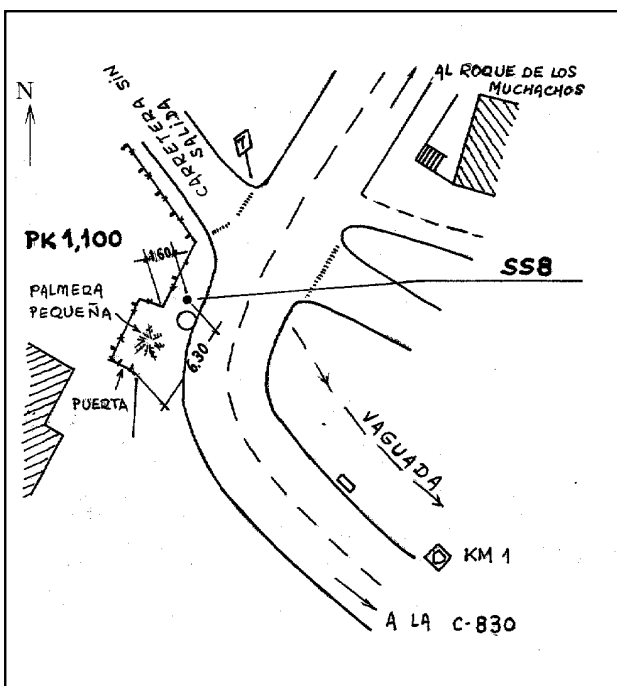 AL ROQUE DE LOS
MUCHACHOS
N
CARRETERA SIN
SALIDA
PK 1,100
1,60
SS8
PALMERA
PEQUEÑA
6.30
PUERTA
VAGUADA
KM 1
A LA C-830